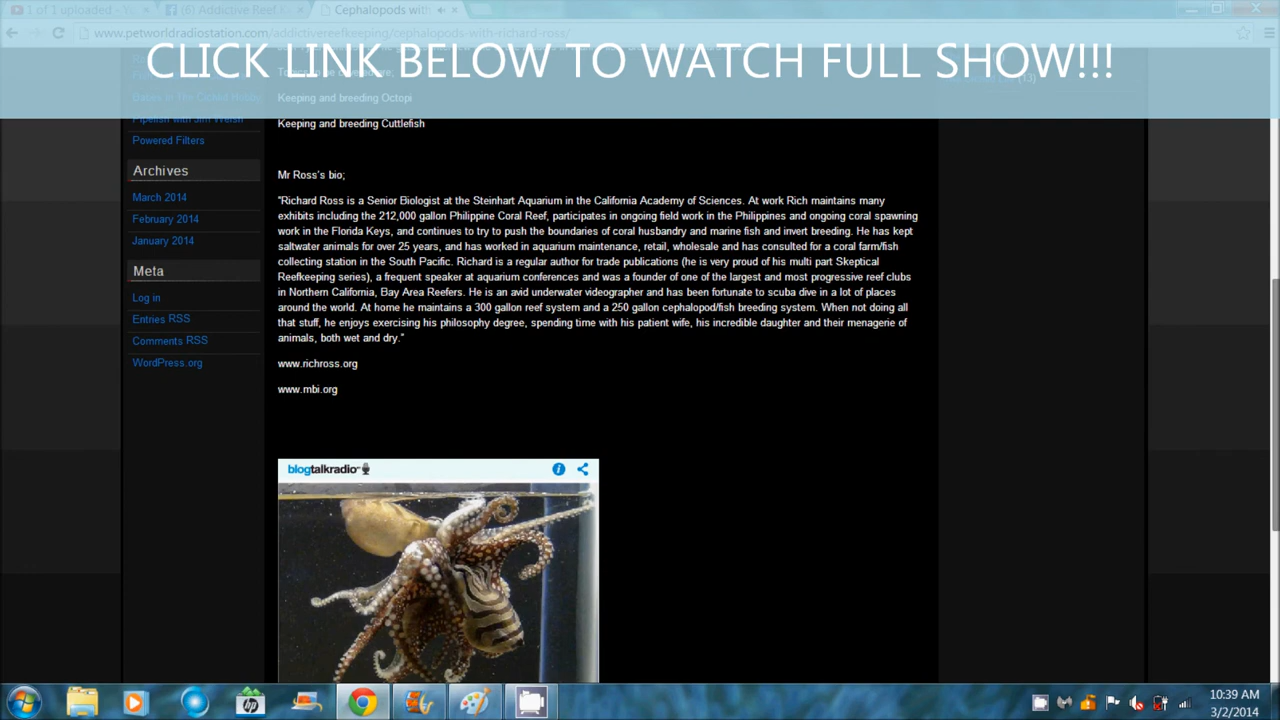 1 of 1 uploaded -
(6) Addictive Reef K
Cephalopods with
www.petworldradiostation.com/addictivereefkeeping/cephalopods-with-richard-ross/
CLICK LINK BELOW TO WATCH FULL SHOW!!!
(13)
Keeping and breeding Octopi
Pipefish with Jim Welsh
Keeping and breeding Cuttlefish
Powered Filters
Archives
March 2014
February 2014
January 2014
Meta
Log in
Entries RSS
Comments RSS
WordPress.org
Mr Ross's bio;
"Richard Ross is a Senior Biologist at the Steinhart Aquarium in the California Academy of Sciences. At work Rich maintains many
exhibits including the 212,000 gallon Philippine Coral Reef, participates in ongoing field work in the Philippines and ongoing coral spawning
work in the Florida Keys, and continues to try to push the boundaries of coral husbandry and marine fish and invert breeding. He has kept
saltwater animals for over 25 years, and has worked in aquarium maintenance, retail, wholesale and has consulted for a coral farm/fish
collecting station in the South Pacific. Richard is a regular author for trade publications (he is very proud of his multi part Skeptical
Reefkeeping series), a frequent speaker at aquarium conferences and was a founder of one of the largest and most progressive reef clubs
in Northern California, Bay Area Reefers. He is an avid underwater videographer and has been fortunate to scuba dive in a lot of places
around the world. At home he maintains a 300 gallon reef system and a 250 gallon cephalopod/fish breeding system. When not doing all
that stuff, he enjoys exercising his philosophy degree, spending time with his patient wife, his incredible daughter and their menagerie of
animals, both wet and dry."
www.richross.org
www.mbi.org
blogtalkradio
10:39 AM
3/2/2014